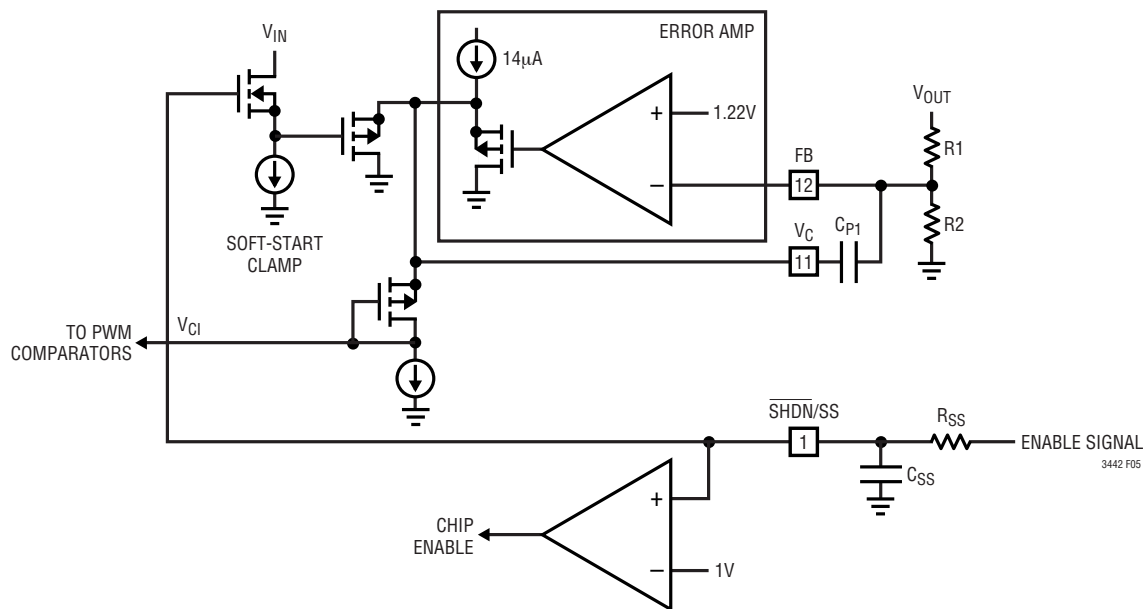 ERROR AMP
V_IN
14µA
V_OUT
1.22V
+
R1
FB
12
–
R2
V_C
C_P1
11
SOFT-START
CLAMP
V_CI
TO PWM
COMPARATORS
SHDN/SS
1
R_SS
ENABLE SIGNAL
3442 F05
C_SS
+
CHIP
ENABLE
–
1V